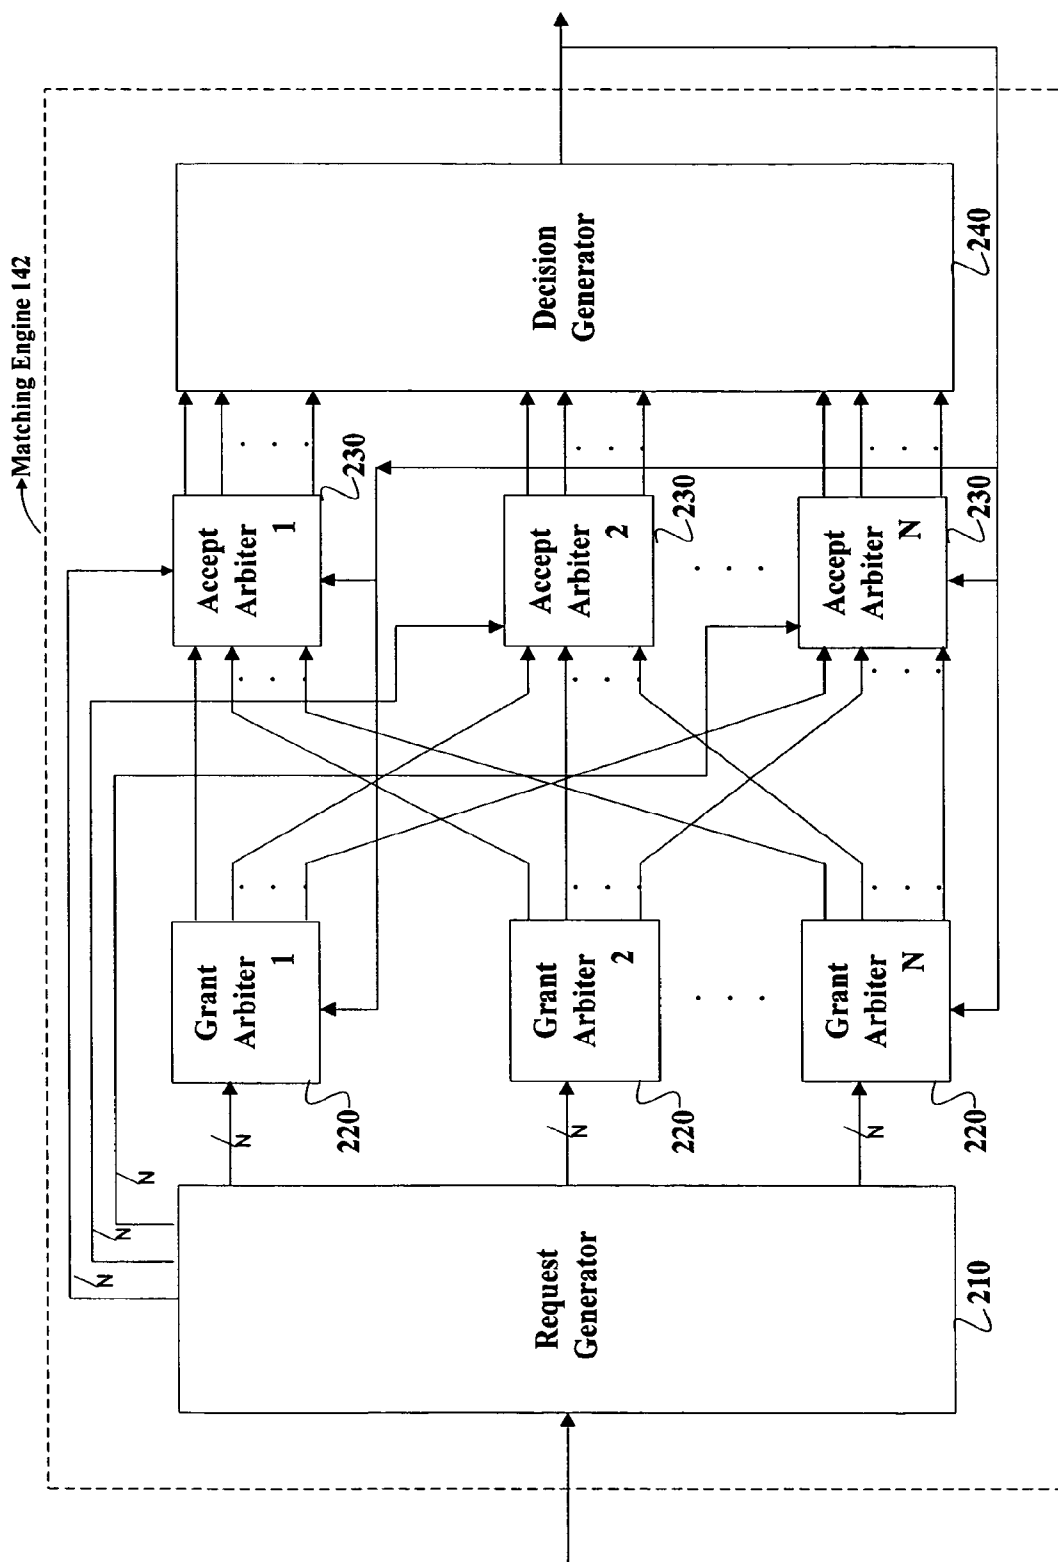 Matching Engine 142
Request
Generator
210
N
N
N
N
N
N
Grant
Arbiter
1
220
Grant
Arbiter
2
220
. . .
Grant
Arbiter
N
220
. . .
. . .
. . .
. . .
. . .
. . .
Accept
Arbiter
1
230
Accept
Arbiter
2
230
. . .
Accept
Arbiter
N
230
. . .
. . .
. . .
Decision
Generator
240